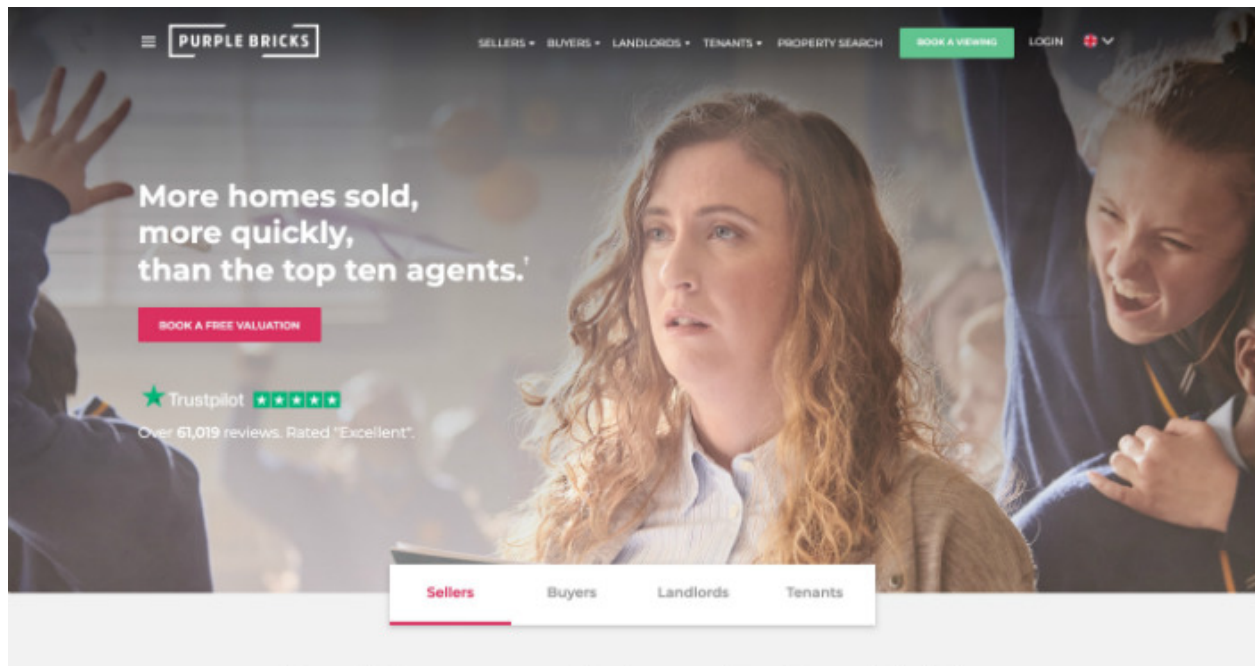 PURPLE BRICKS
SELLERS BUYERS LANDLORDS TENANTS PROPERTY SEARCH BOOK A VIEWING LOGIN
More homes sold,
more quickly,
than the top ten agents.†
BOOK A FREE VALUATION
Trustpilot
Over 61,019 reviews. Rated "Excellent".
Sellers Buyers Landlords Tenants